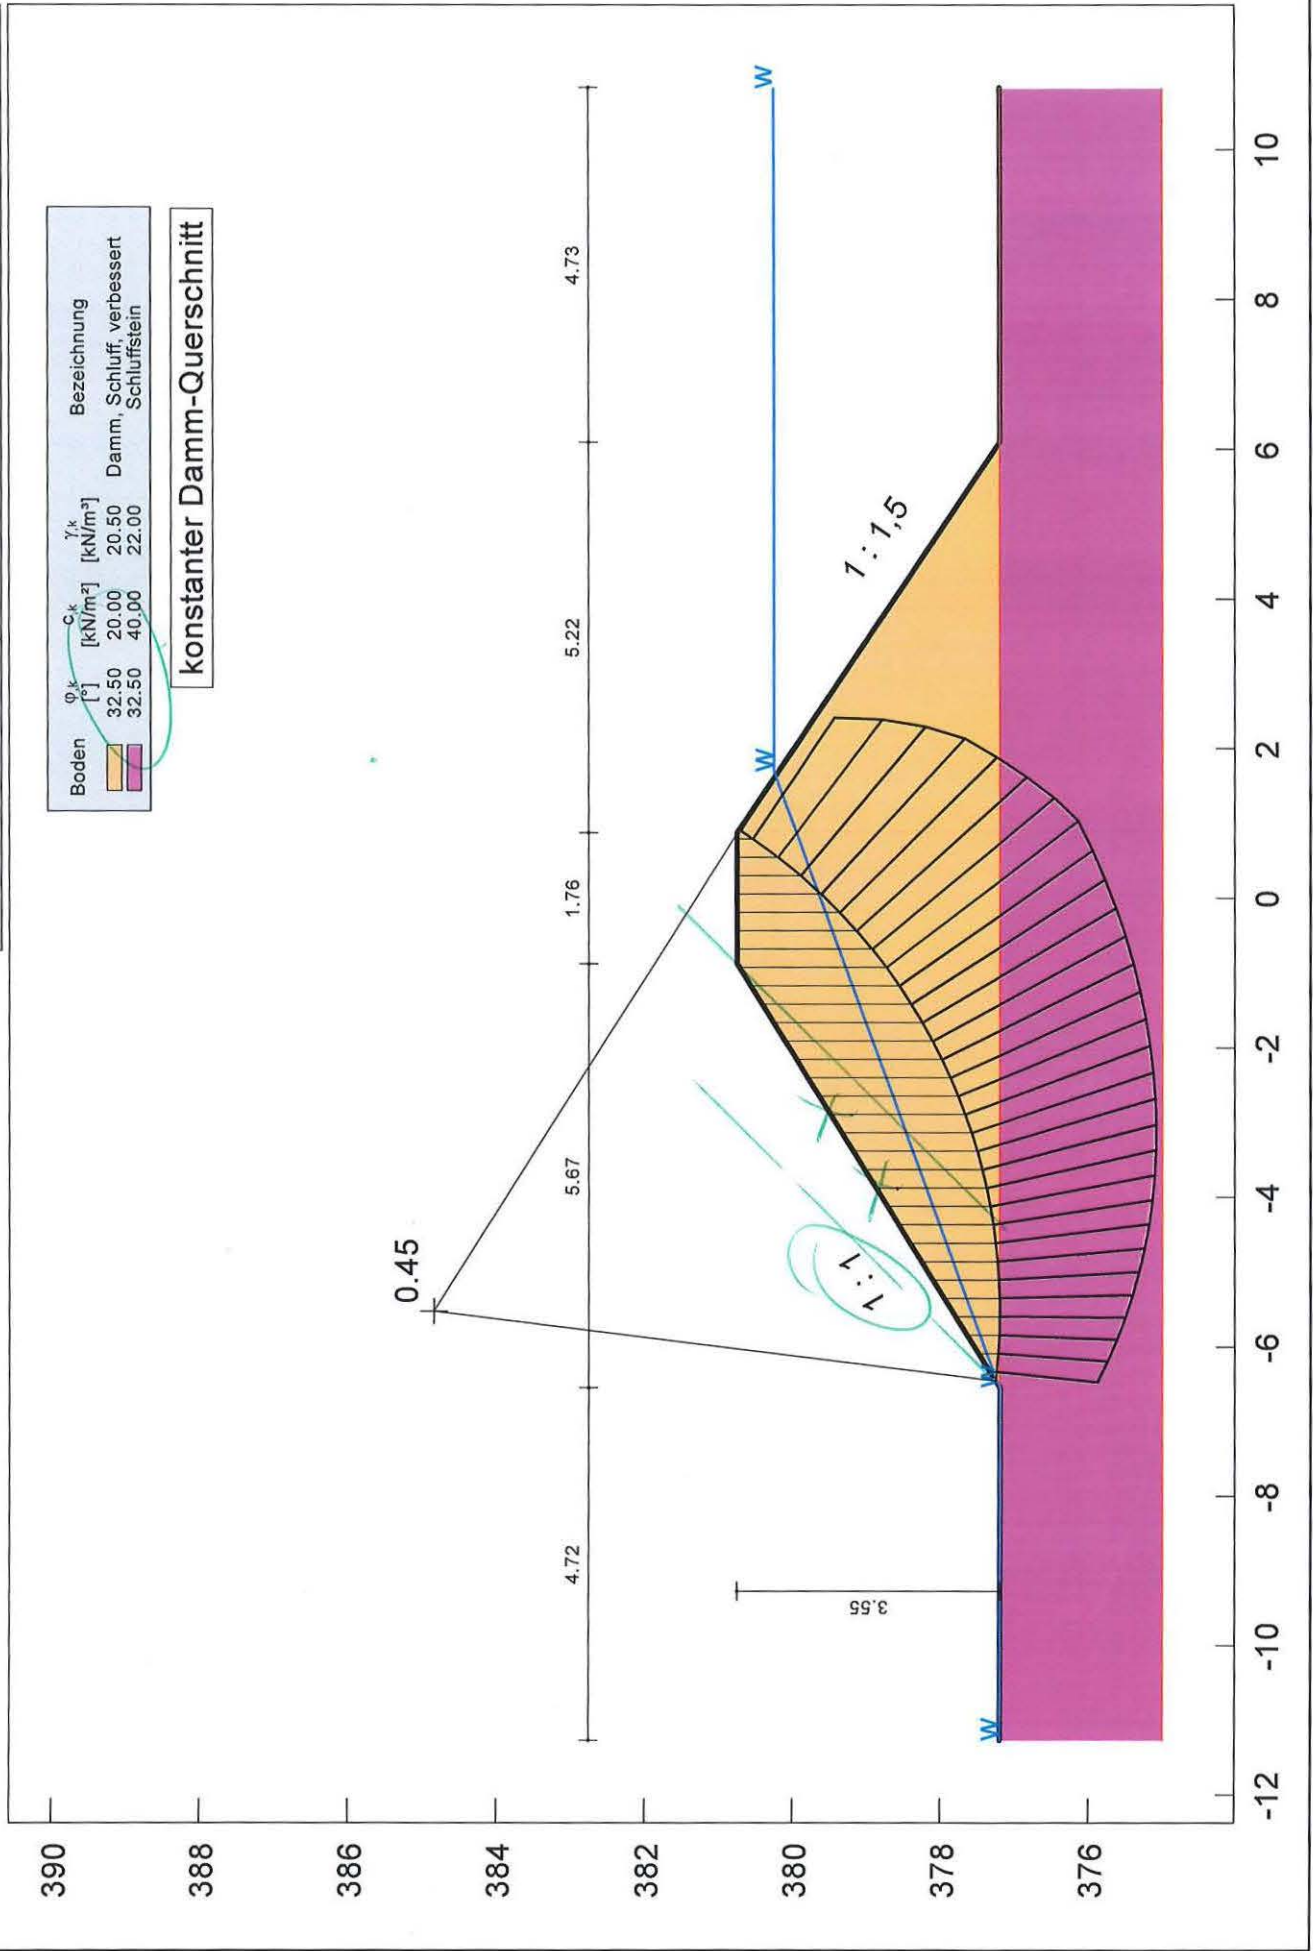 Boden φ,k c,k γ,k Bezeichnung
[°] [kN/m²] [kN/m³]
32.50 20.00 20.50 Damm, Schluff, verbessert
32.50 40.00 22.00 Schluffstein
konstanter Damm-Querschnitt
0.45
4.72 5.67 1.76 5.22 4.73
W W
1 : 1 1 : 1,5
3.55
W W
390
388
386
384
382
380
378
376
-12 -10 -8 -6 -4 -2 0 2 4 6 8 10